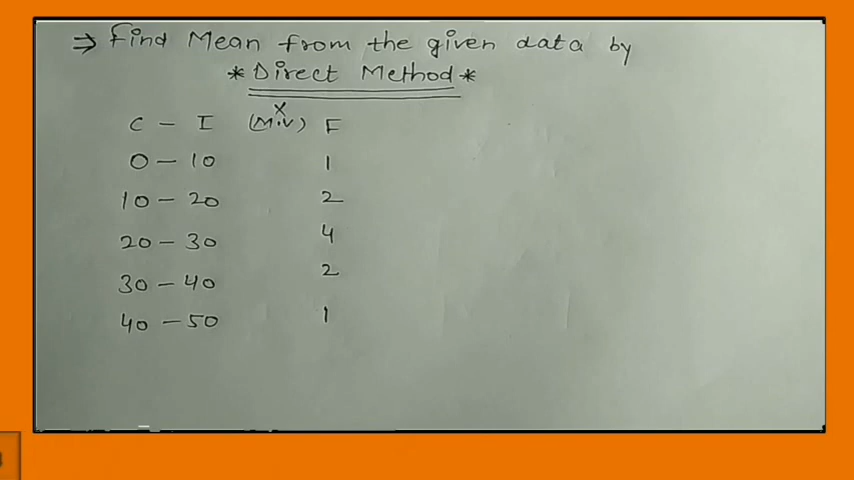 ⇒ Find Mean from the given data by
* Direct Method *
X
C - I (M.V) F
0 - 10 1
10 - 20 2
20 - 30 4
30 - 40 2
40 - 50 1